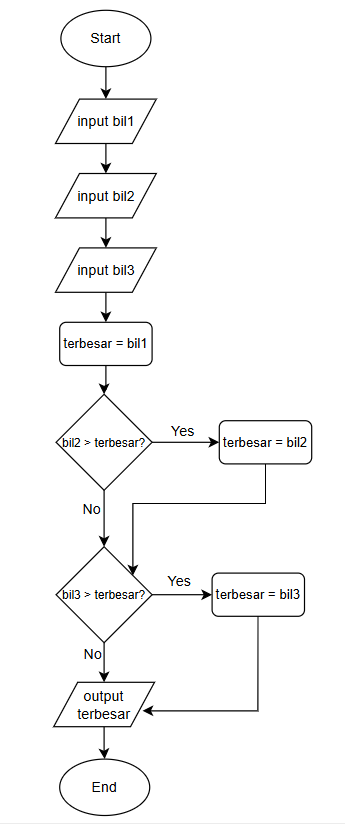 Start
input bil1
input bil2
input bil3
terbesar = bil1
bil2 > terbesar?
Yes
terbesar = bil2
No
bil3 > terbesar?
Yes
terbesar = bil3
No
output
terbesar
End